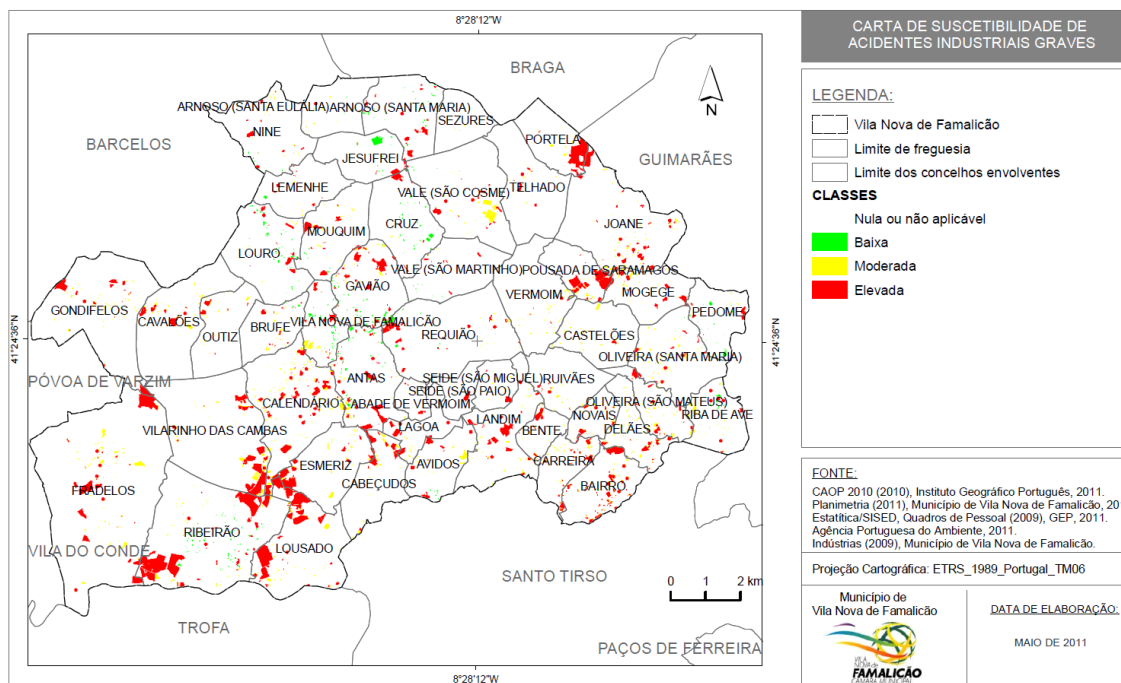 8°28'12"W
CARTA DE SUSCETIBILIDADE DE
ACIDENTES INDUSTRIAIS GRAVES
BRAGA
N
LEGENDA:
Vila Nova de Famalicão
Limite de freguesia
Limite dos concelhos envolventes
CLASSES
Nula ou não aplicável
Baixa
Moderada
Elevada
ARNOSO (SANTA EULÁLIA)
ARNOSO (SANTA MARIA)
SEZURES
NINE
PORTELA
BARCELOS
JESUFREI
GUIMARÃES
LEMENHE
VALE (SÃO COSME)
TELHADO
MOUQUIM
CRUZ
JOANE
LOURO
VALE (SÃO MARTINHO)
POUSADA DE SARAMAGOS
GAVIÃO
VERMOIM
MOGEGE
GONDIFELOS
CAVALÕES
OUTIZ
BRUFE
VILA NOVA DE FAMALICÃO
REQUIÃO
CASTELÕES
PEDOME
41°24'36"N
41°24'36"N
OLIVEIRA (SANTA MARIA)
PÓVOA DE VARZIM
ANTAS
SEIDE (SÃO MIGUEL)
RUIVÃES
SEIDE (SÃO PAIO)
CALENDÁRIO
ABADE DE VERMOIM
OLIVEIRA (SÃO MATEUS)
RIBA DE AVE
NOVAIS
LANDIM
VILARINHO DAS CAMBAS
LAGOA
BENTE
DELÃES
ESMERIZ
AVIDOS
CARREIRA
CABEÇUDOS
FRADELOS
BAIRRO
RIBEIRÃO
VILA DO CONDE
LOUSADO
SANTO TIRSO
0 1 2 km
TROFA
PAÇOS DE FERREIRA
8°28'12"W
FONTE:
CAOP 2010 (2010), Instituto Geográfico Português, 2011.
Planimetria (2011), Município de Vila Nova de Famalicão, 20
Estatítica/SISED, Quadros de Pessoal (2009), GEP, 2011.
Agência Portuguesa do Ambiente, 2011.
Indústrias (2009), Município de Vila Nova de Famalicão.
Projeção Cartográfica: ETRS_1989_Portugal_TM06
Município de
Vila Nova de Famalicão
VILA
NOVA de
FAMALICÃO
CÂMARA MUNICIPAL
DATA DE ELABORAÇÃO:
MAIO DE 2011